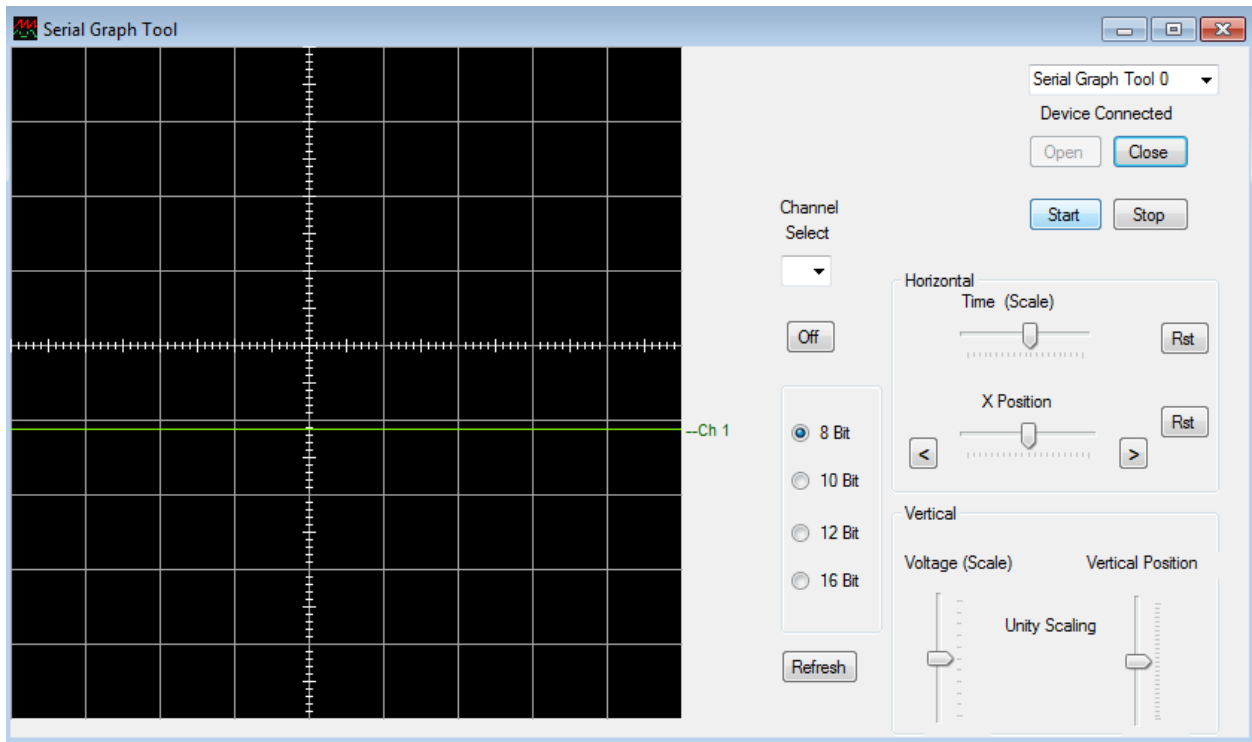 Serial Graph Tool
Serial Graph Tool 0
Device Connected
Open
Close
Start
Stop
Channel
Select
Off
--Ch 1
8 Bit
10 Bit
12 Bit
16 Bit
Refresh
Horizontal
Time (Scale)
Rst
X Position
Rst
<
>
Vertical
Voltage (Scale)
Vertical Position
Unity Scaling